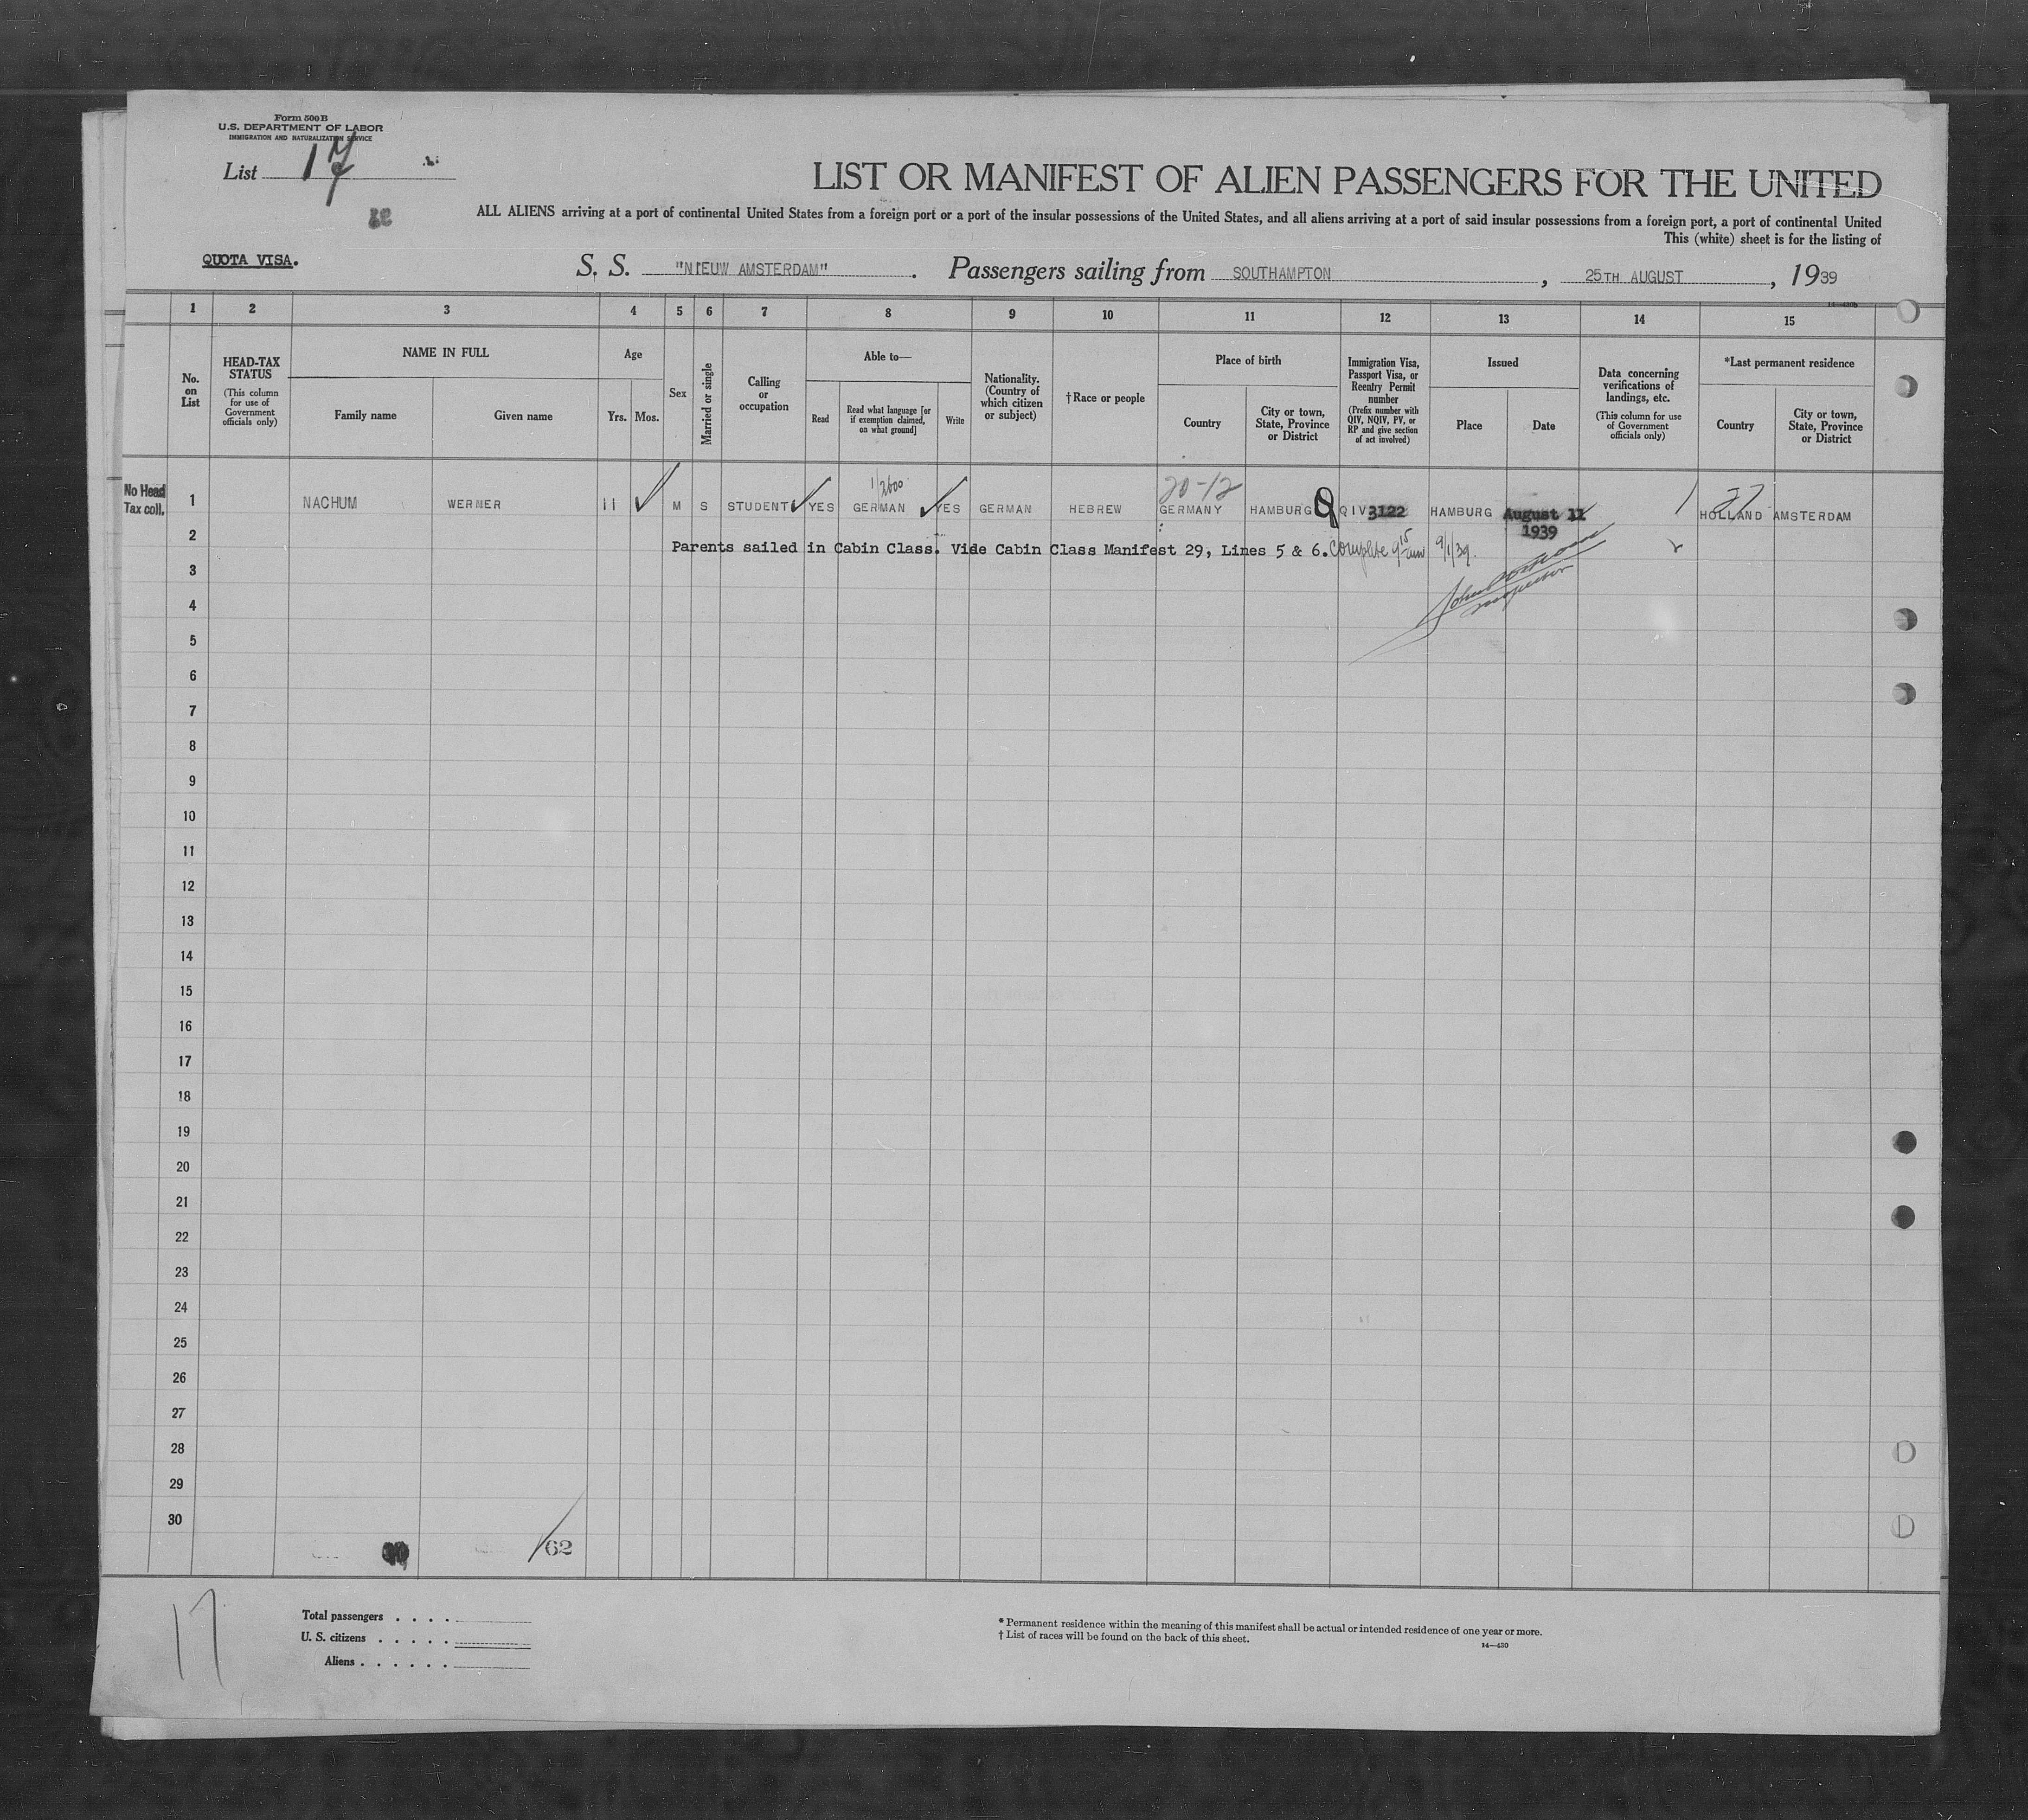 Form 500 B
U.S. DEPARTMENT OF LABOR
IMMIGRATION AND NATURALIZATION SERVICE
List 17
LIST OR MANIFEST OF ALIEN PASSENGERS FOR THE UNITED
ALL ALIENS arriving at a port of continental United States from a foreign port or a port of the insular possessions of the United States, and all aliens arriving at a port of said insular possessions from a foreign port, a port of continental United
This (white) sheet is for the listing of
QUOTA VISA.
S. S. "NIEUW AMSTERDAM" . Passengers sailing from SOUTHAMPTON , 25TH AUGUST , 1939
1 2 3 4 5 6 7 8 9 10 11 12 13 14 15
No. on List
HEAD-TAX STATUS
(This column for use of Government officials only)
NAME IN FULL
Family name
Given name
Age
Yrs.
Mos.
Sex
Married or single
Calling or occupation
Able to—
Read
Read what language [or if exemption claimed, on what ground]
Write
Nationality. (Country of which citizen or subject)
†Race or people
Place of birth
Country
City or town, State, Province or District
Immigration Visa, Passport Visa, or Reentry Permit number
(Prefix number with QIV, NQIV, PV, or RP and give section of act involved)
Issued
Place
Date
Data concerning verifications of landings, etc.
(This column for use of Government officials only)
*Last permanent residence
Country
City or town, State, Province or District
No Head Tax coll.
1/2600
20-12
27
1 NACHUM WERNER 11 M S STUDENT YES GERMAN YES GERMAN HEBREW GERMANY HAMBURG QIV 3122 HAMBURG August 11 1939 HOLLAND AMSTERDAM
2
Parents sailed in Cabin Class. Vide Cabin Class Manifest 29, Lines 5 & 6. Complete 9 15 am 9/1/39.
Inspector
3
4
5
6
7
8
9
10
11
12
13
14
15
16
17
18
19
20
21
22
23
24
25
26
27
28
29
30
62
17
Total passengers . . . .
U. S. citizens . . . . .
Aliens . . . . . .
* Permanent residence within the meaning of this manifest shall be actual or intended residence of one year or more.
† List of races will be found on the back of this sheet.
14—430